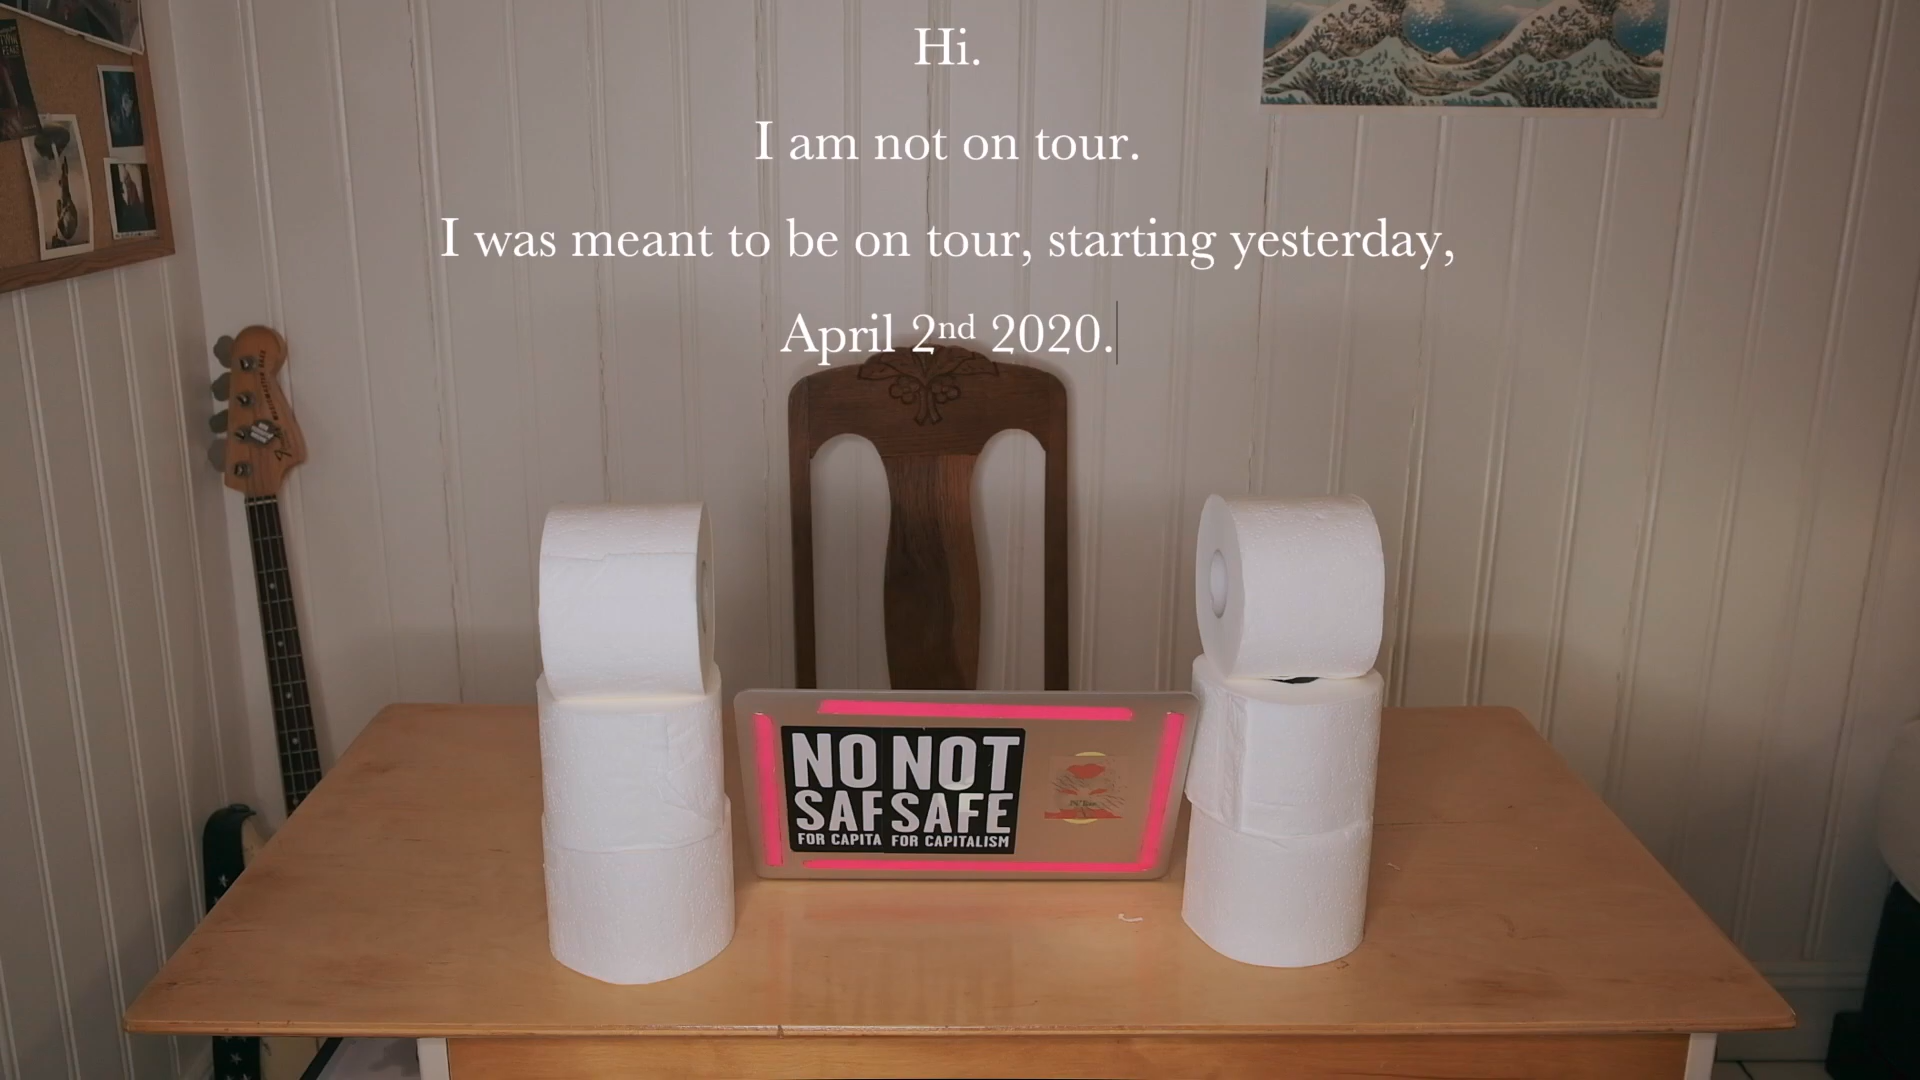 Hi.
I am not on tour.
I was meant to be on tour, starting yesterday,
April 2nd 2020.
Fender
NO
SAF
FOR CAPITA
NOT
SAFE
FOR CAPITALISM